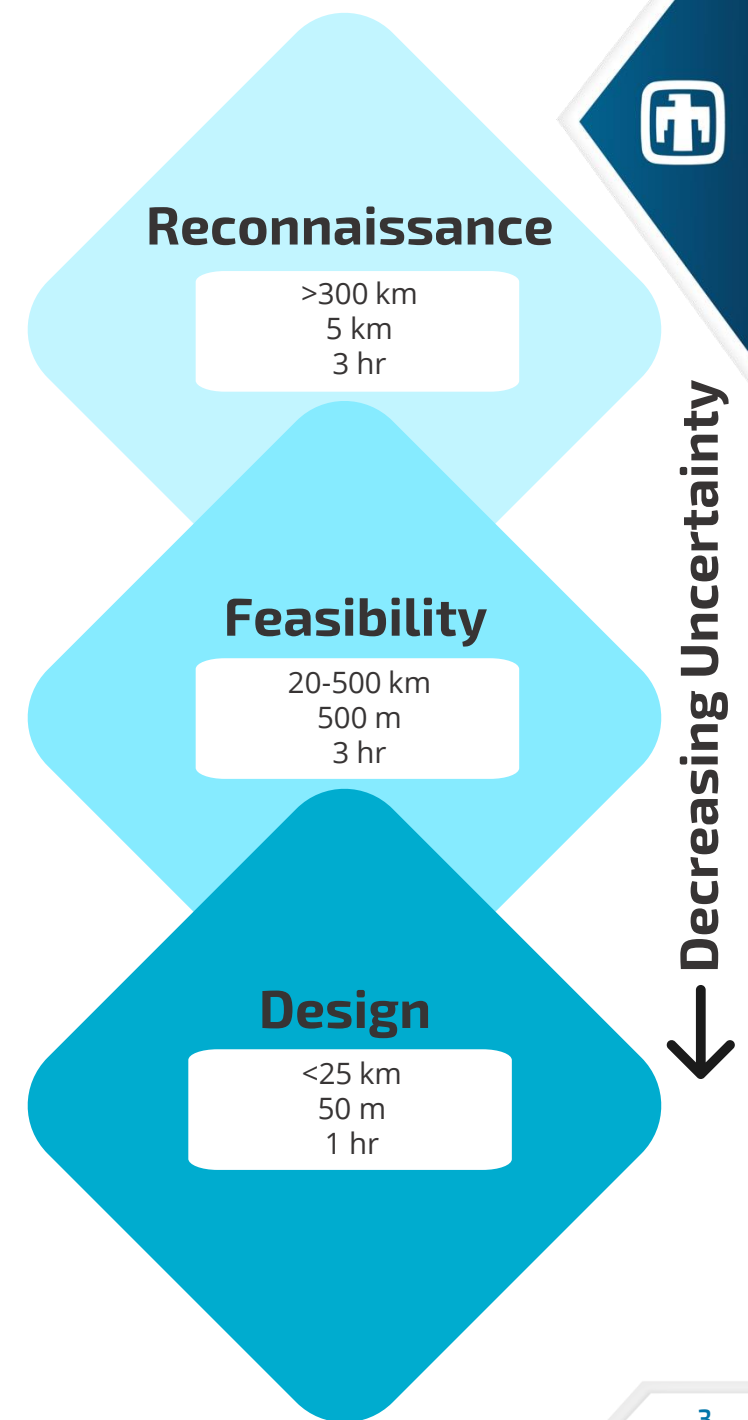 Reconnaissance
>300 km
5 km
3 hr
Feasibility
20-500 km
500 m
3 hr
Design
<25 km
50 m
1 hr
Decreasing Uncertainty
3